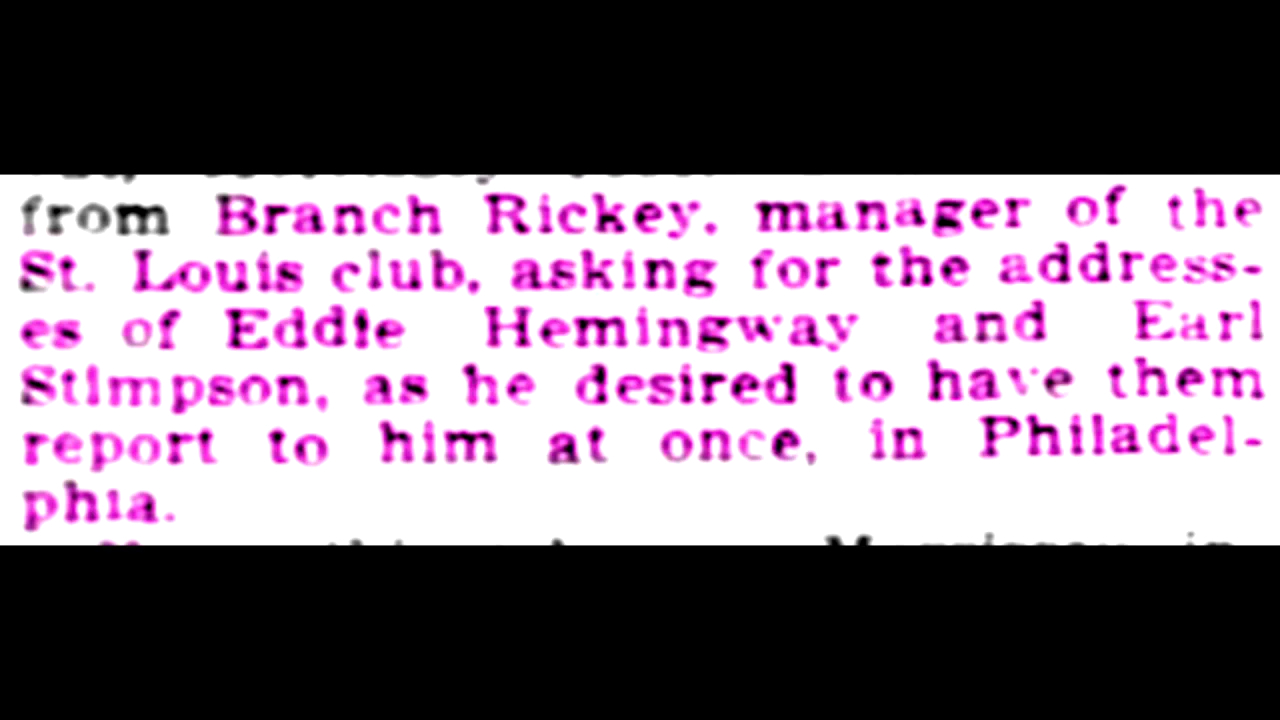 from Branch Rickey, manager of the
St. Louis club, asking for the address-
es of Eddie Hemingway and Earl
Stimpson, as he desired to have them
report to him at once, in Philadel-
phia.